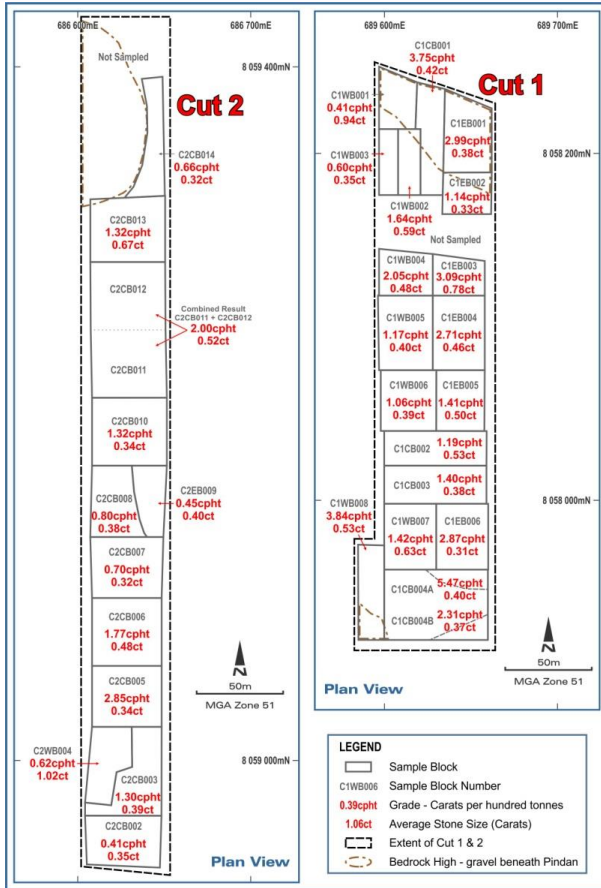 686 600mE
686 700mE
Not Sampled
8 059 400mN
Cut 2
C2CB014
0.66cpht
0.32ct
C2CB013
1.32cpht
0.67ct
C2CB012
Combined Result
C2CB011 + C2CB012
2.00cpht
0.52ct
C2CB011
C2CB010
1.32cpht
0.34ct
C2CB008
0.80cpht
0.38ct
C2EB009
0.45cpht
0.40ct
C2CB007
0.70cpht
0.32ct
C2CB006
1.77cpht
0.48ct
C2CB005
2.85cpht
0.34ct
C2WB004
0.62cpht
1.02ct
C2CB003
1.30cpht
0.39ct
C2CB002
0.41cpht
0.35ct
N
50m
MGA Zone 51
8 059 000mN
Plan View
689 600mE
689 700mE
C1CB001
3.75cpht
0.42ct
Cut 1
C1WB001
0.41cpht
0.94ct
C1EB001
2.99cpht
0.38ct
8 058 200mN
C1WB003
0.60cpht
0.35ct
C1EB002
1.14cpht
0.33ct
C1WB002
1.64cpht
0.59ct
Not Sampled
C1WB004
2.05cpht
0.48ct
C1EB003
3.09cpht
0.78ct
C1WB005
1.17cpht
0.40ct
C1EB004
2.71cpht
0.46ct
C1WB006
1.06cpht
0.39ct
C1EB005
1.41cpht
0.50ct
C1CB002
1.19cpht
0.53ct
C1CB003
1.40cpht
0.38ct
8 058 000mN
C1WB008
3.84cpht
0.53ct
C1WB007
1.42cpht
0.63ct
C1EB006
2.87cpht
0.31ct
C1CB004A
5.47cpht
0.40ct
C1CB004B
2.31cpht
0.37ct
N
50m
MGA Zone 51
Plan View
LEGEND
Sample Block
C1WB006 Sample Block Number
0.39cpht Grade - Carats per hundred tonnes
1.06ct Average Stone Size (Carats)
Extent of Cut 1 & 2
Bedrock High - gravel beneath Pindan